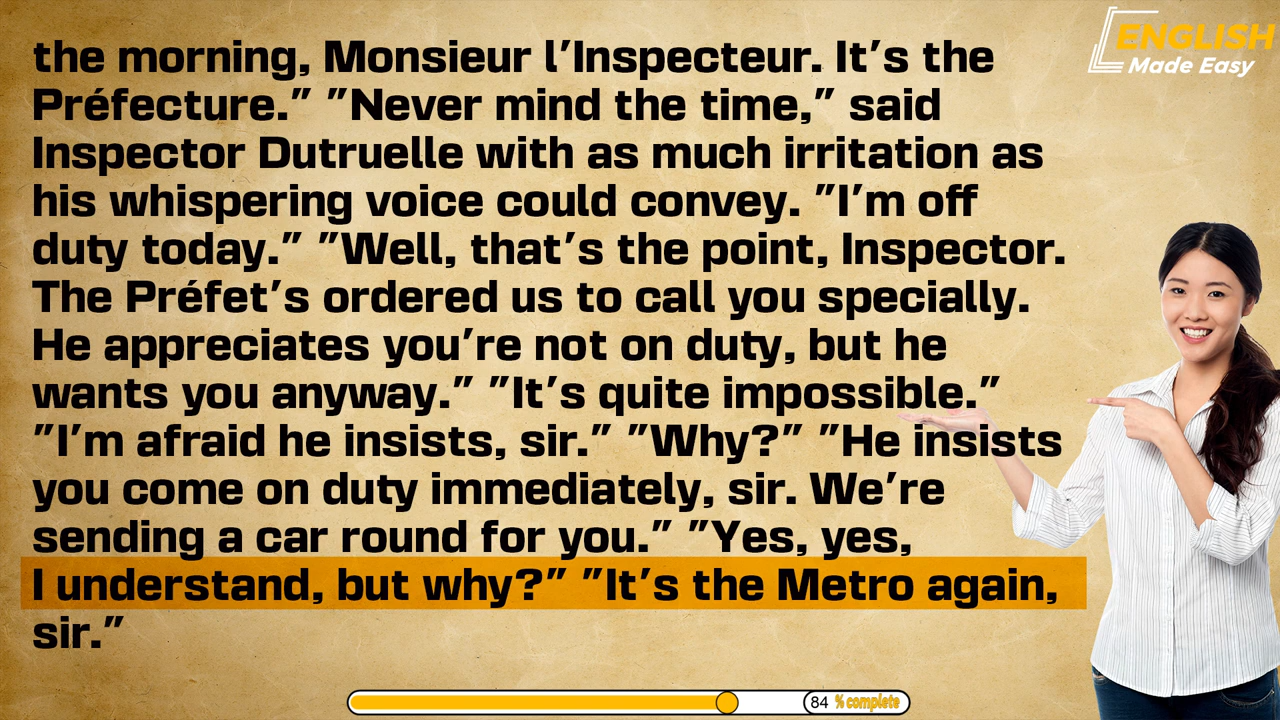 ENGLISH
Made Easy
the morning, Monsieur l'Inspecteur. It's the
Préfecture." "Never mind the time," said
Inspector Dutruelle with as much irritation as
his whispering voice could convey. "I'm off
duty today." "Well, that's the point, Inspector.
The Préfet's ordered us to call you specially.
He appreciates you're not on duty, but he
wants you anyway." "It's quite impossible."
"I'm afraid he insists, sir." "Why?" "He insists
you come on duty immediately, sir. We're
sending a car round for you." "Yes, yes,
I understand, but why?" "It's the Metro again,
sir."
84 % complete